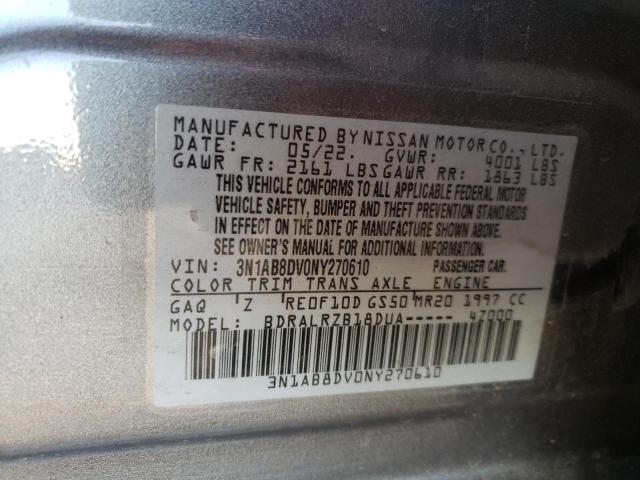 MANUFACTURED BY NISSAN MOTOR CO., LTD.
DATE: 05/22. GVWR: 4001 LBS
GAWR FR: 2161 LBS GAWR RR: 1863 LBS
THIS VEHICLE CONFORMS TO ALL APPLICABLE FEDERAL MOTOR
VEHICLE SAFETY, BUMPER AND THEFT PREVENTION STANDARDS
IN EFFECT ON THE DATE OF MANUFACTURE SHOWN ABOVE.
SEE OWNER'S MANUAL FOR ADDITIONAL INFORMATION.
VIN: 3N1AB8DV0NY270610 PASSENGER CAR.
COLOR TRIM TRANS AXLE ENGINE
GAQ Z RE0F10D GS50 MR20 1997 CC
MODEL: BDRALRZB18DUA----- 4Z000
3N1AB8DV0NY270610